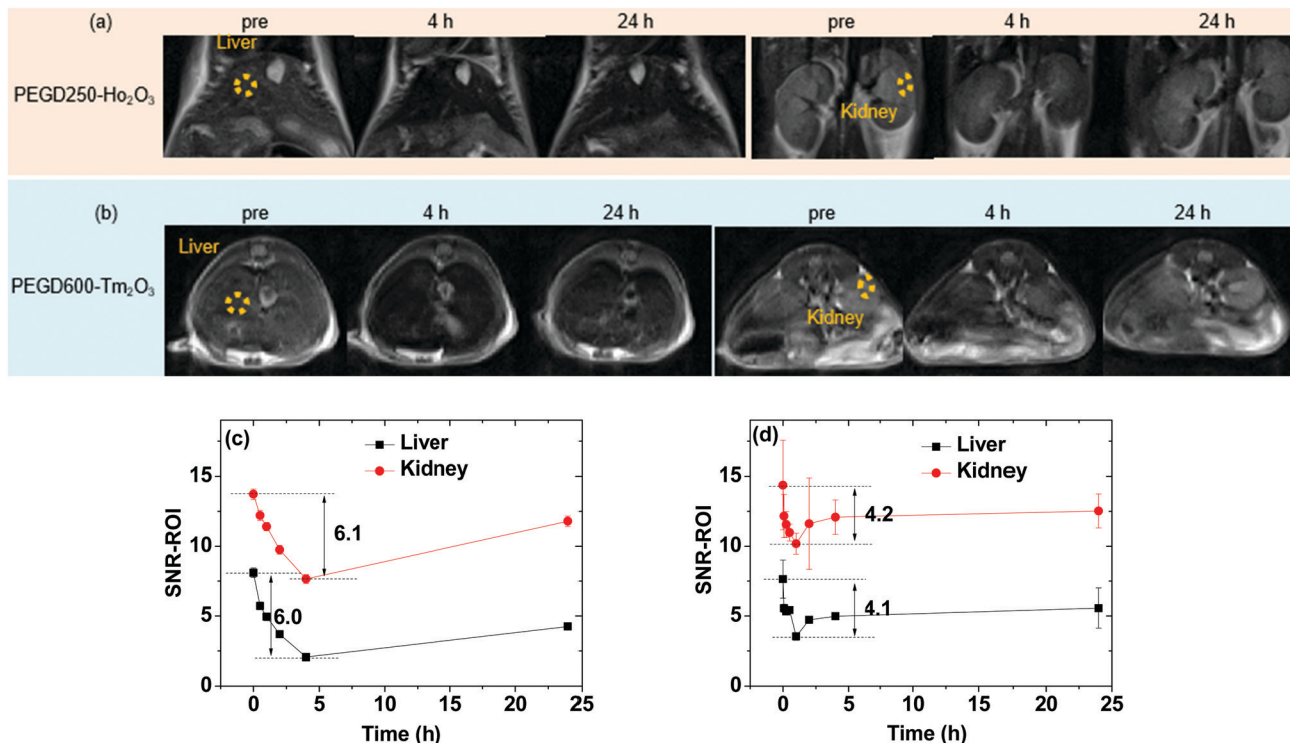 (a) pre 4 h 24 h pre 4 h 24 h
Liver
PEGD250-Ho₂O₃
Kidney
(b) pre 4 h 24 h pre 4 h 24 h
Liver
PEGD600-Tm₂O₃
Kidney
(c)
Liver
Kidney
15
10
5
0
6.1
6.0
SNR-ROI
0 5 10 15 20 25
Time (h)
(d)
Liver
Kidney
15
10
5
0
4.2
4.1
SNR-ROI
0 5 10 15 20 25
Time (h)